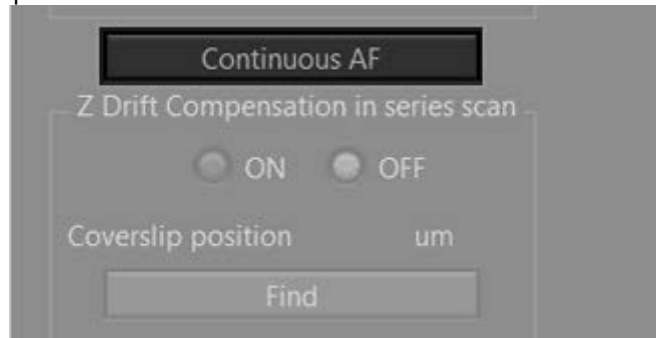 Continuous AF
Z Drift Compensation in series scan
ON OFF
Coverslip position um
Find